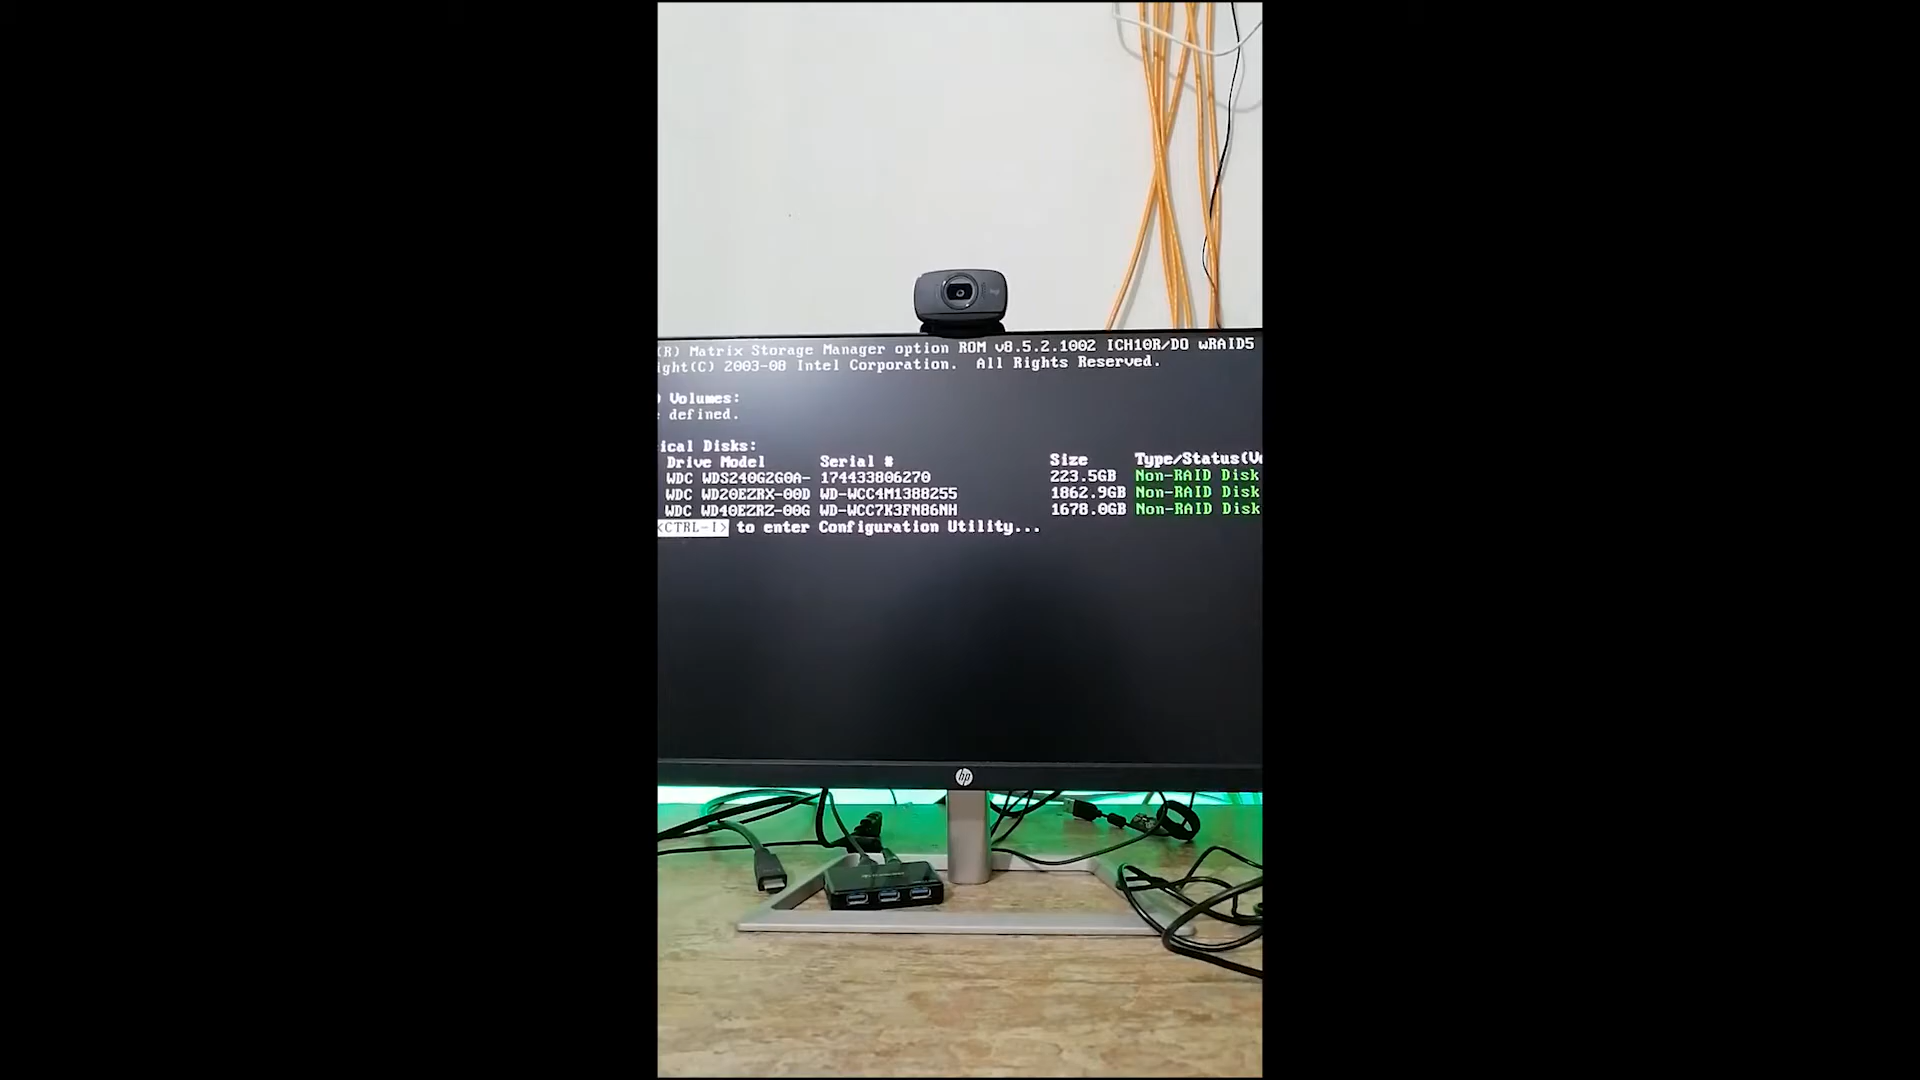 (R) Matrix Storage Manager option ROM v8.5.2.1002 ICH10R/DO wRAID5
ight(C) 2003-08 Intel Corporation.  All Rights Reserved.
Volumes:
defined.
ical Disks:
Drive Model Serial # Size Type/Status(Vo
WDC WDS240G2G0A- 174433806270 223.5GB Non-RAID Disk
WDC WD20EZRX-00D WD-WCC4M1388255 1862.9GB Non-RAID Disk
WDC WD40EZRZ-00G WD-WCC7K3FN86NH 1678.0GB Non-RAID Disk
<CTRL-I> to enter Configuration Utility...
hp